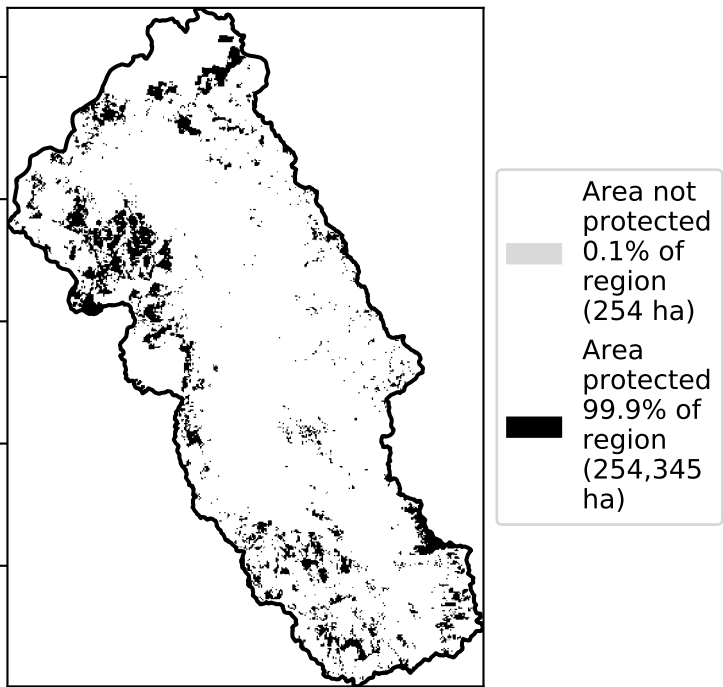 Area not
protected
0.1% of
region
(254 ha)
Area
protected
99.9% of
region
(254,345
ha)